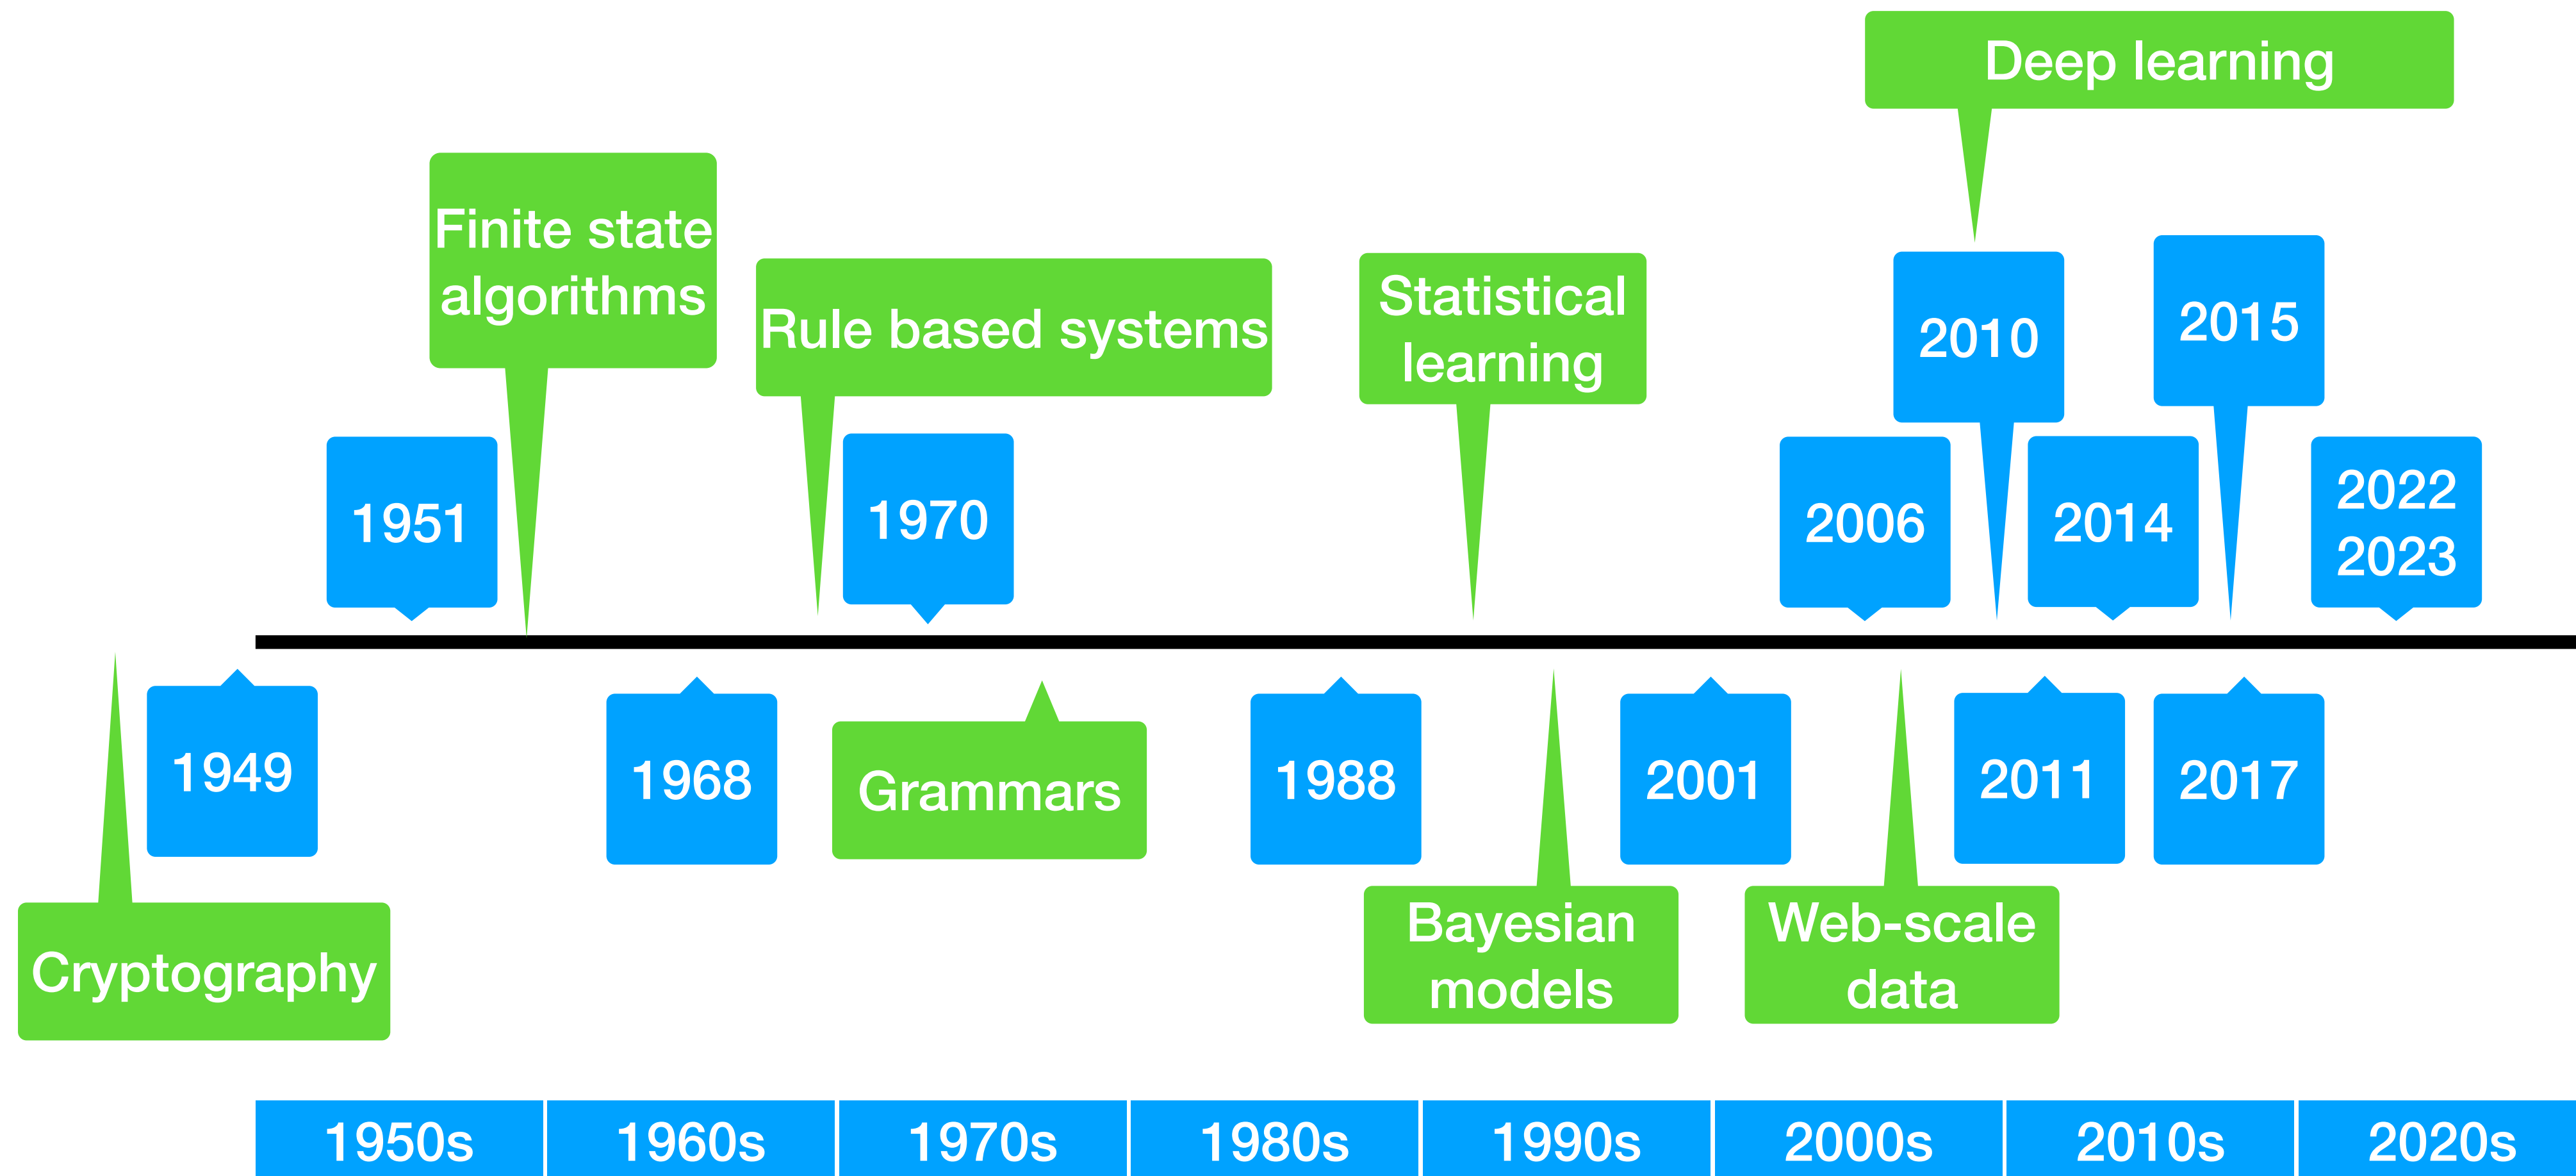 Deep learning
Finite state
algorithms
Rule based systems
Statistical
learning
2010
2015
1951
1970
2006
2014
2022
2023
1949
1968
Grammars
1988
2001
2011
2017
Cryptography
Bayesian
models
Web-scale
data
1950s
1960s
1970s
1980s
1990s
2000s
2010s
2020s